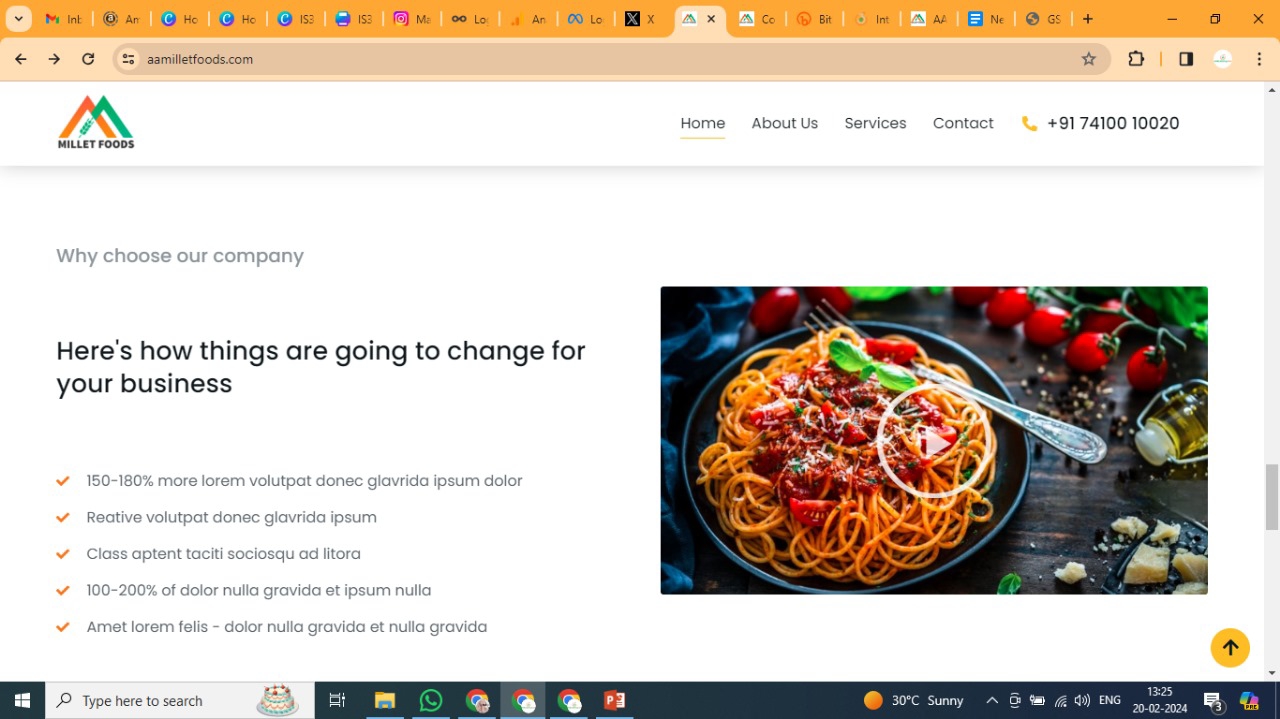 Inb
An
Ho
Ho
IS3
IS3
Ma
Log
An
Lo
X
Co
Bit
Int
AA
Ne
GS
aamilletfoods.com
MILLET FOODS
Home
About Us
Services
Contact
+91 74100 10020
Why choose our company
Here's how things are going to change for
your business
150-180% more lorem volutpat donec glavrida ipsum dolor
Reative volutpat donec glavrida ipsum
Class aptent taciti sociosqu ad litora
100-200% of dolor nulla gravida et ipsum nulla
Amet lorem felis - dolor nulla gravida et nulla gravida
Type here to search
30°C Sunny
ENG
13:25
20-02-2024
3